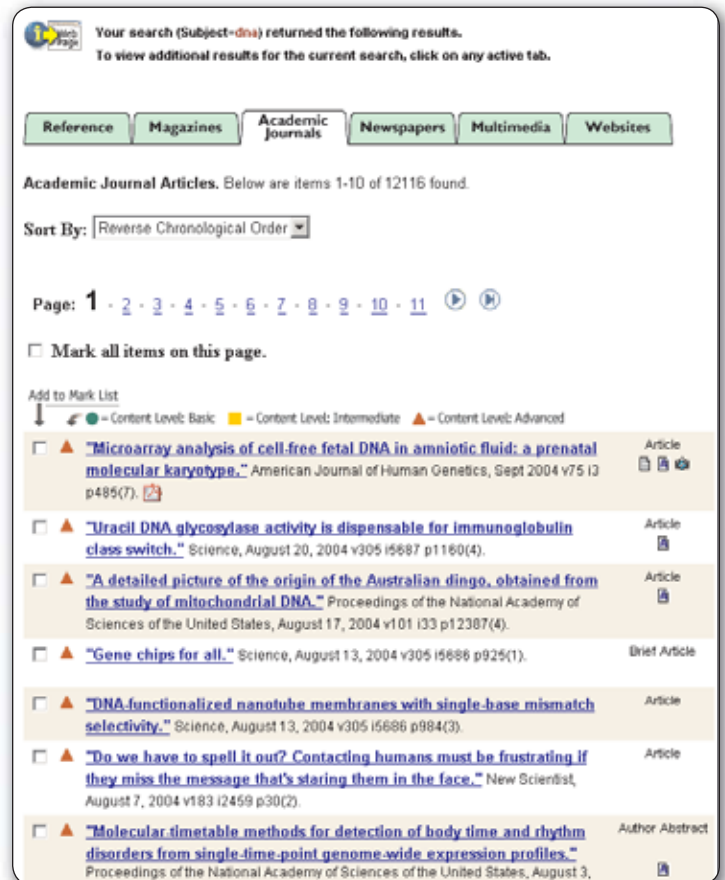 i Web Page
Your search (Subject=dna) returned the following results.
To view additional results for the current search, click on any active tab.
Reference Magazines Academic Journals Newspapers Multimedia Websites
Academic Journal Articles. Below are items 1-10 of 12116 found.
Sort By: Reverse Chronological Order
Page: 1 - 2 - 3 - 4 - 5 - 6 - 7 - 8 - 9 - 10 - 11
Mark all items on this page.
Add to Mark List
= Content Level: Basic = Content Level: Intermediate = Content Level: Advanced
"Microarray analysis of cell-free fetal DNA in amniotic fluid: a prenatal Article
molecular karyotype." American Journal of Human Genetics, Sept 2004 v75 i3
p485(7).
"Uracil DNA glycosylase activity is dispensable for immunoglobulin Article
class switch." Science, August 20, 2004 v305 i5687 p1160(4).
"A detailed picture of the origin of the Australian dingo, obtained from Article
the study of mitochondrial DNA." Proceedings of the National Academy of
Sciences of the United States, August 17, 2004 v101 i33 p12387(4).
"Gene chips for all." Science, August 13, 2004 v305 i5686 p925(1). Brief Article
"DNA-functionalized nanotube membranes with single-base mismatch Article
selectivity." Science, August 13, 2004 v305 i5686 p984(3).
"Do we have to spell it out? Contacting humans must be frustrating if Article
they miss the message that's staring them in the face." New Scientist,
August 7, 2004 v183 i2459 p30(2).
"Molecular-timetable methods for detection of body time and rhythm Author Abstract
disorders from single-time-point genome-wide expression profiles."
Proceedings of the National Academy of Sciences of the United States, August 3,